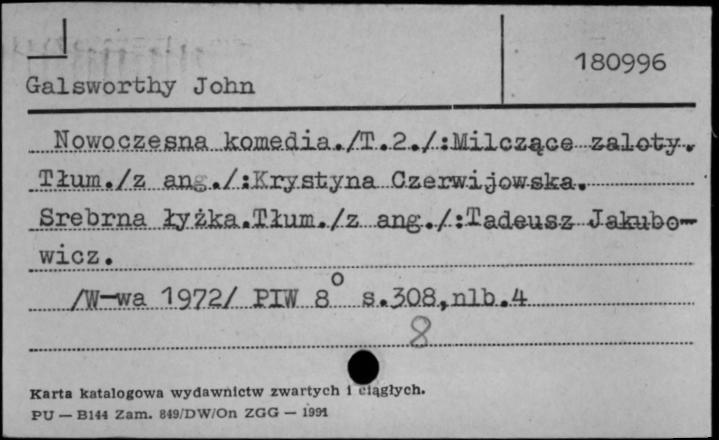 180996
Galsworthy John
Nowoczesna komedia./T.2./:Milczące zaloty.
Tłum./z ang./:Krystyna Czerwijowska.
Srebrna łyżka.Tłum./z ang./:Tadeusz Jakubo-
wicz.
/W-wa 1972/ PIW 8° s.308,nlb.4
8
Karta katalogowa wydawnictw zwartych i ciągłych.
PU — B144 Zam. 849/DW/On ZGG — 1991